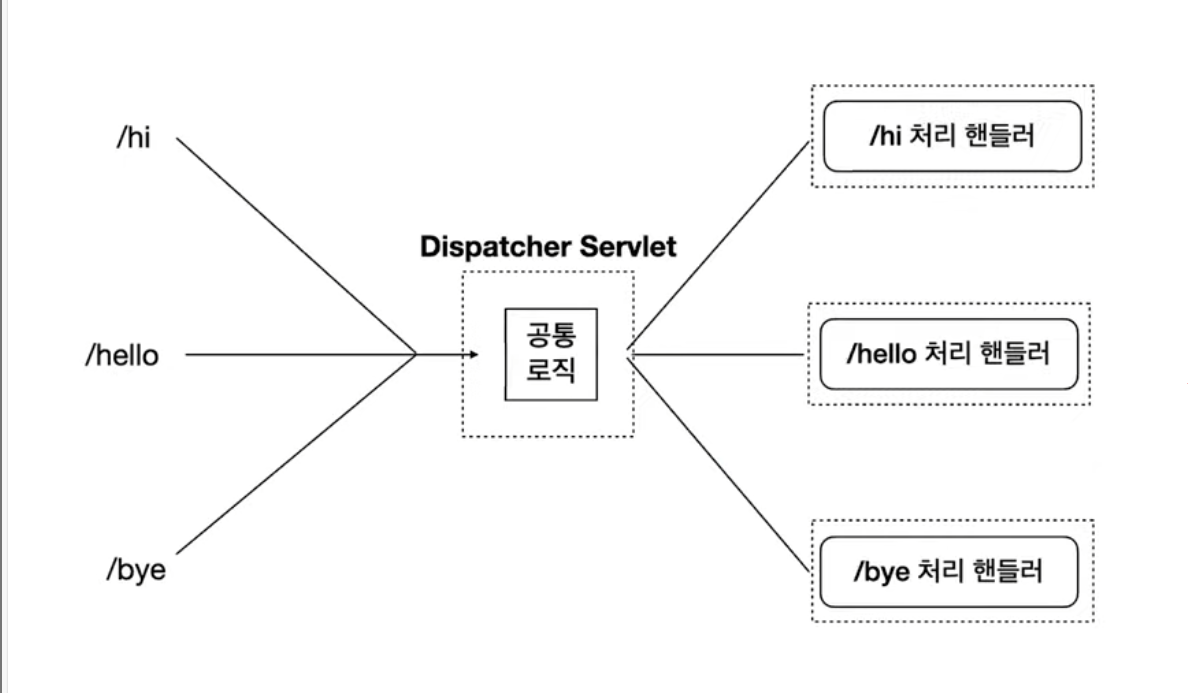 /hi
/hi 처리 핸들러
Dispatcher Servlet
공통
로직
/hello
/hello 처리 핸들러
/bye
/bye 처리 핸들러